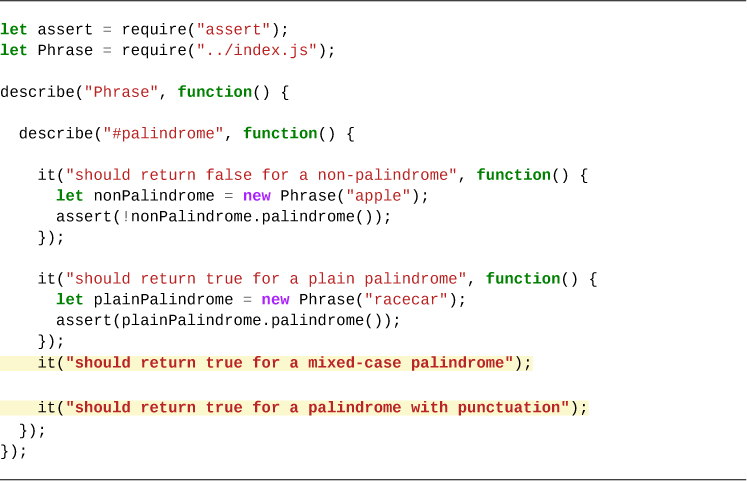 let assert = require("assert");
let Phrase = require("../index.js");

describe("Phrase", function() {

  describe("#palindrome", function() {

    it("should return false for a non-palindrome", function() {
      let nonPalindrome = new Phrase("apple");
      assert(!nonPalindrome.palindrome());
    });

    it("should return true for a plain palindrome", function() {
      let plainPalindrome = new Phrase("racecar");
      assert(plainPalindrome.palindrome());
    });
    it("should return true for a mixed-case palindrome");

    it("should return true for a palindrome with punctuation");
  });
});